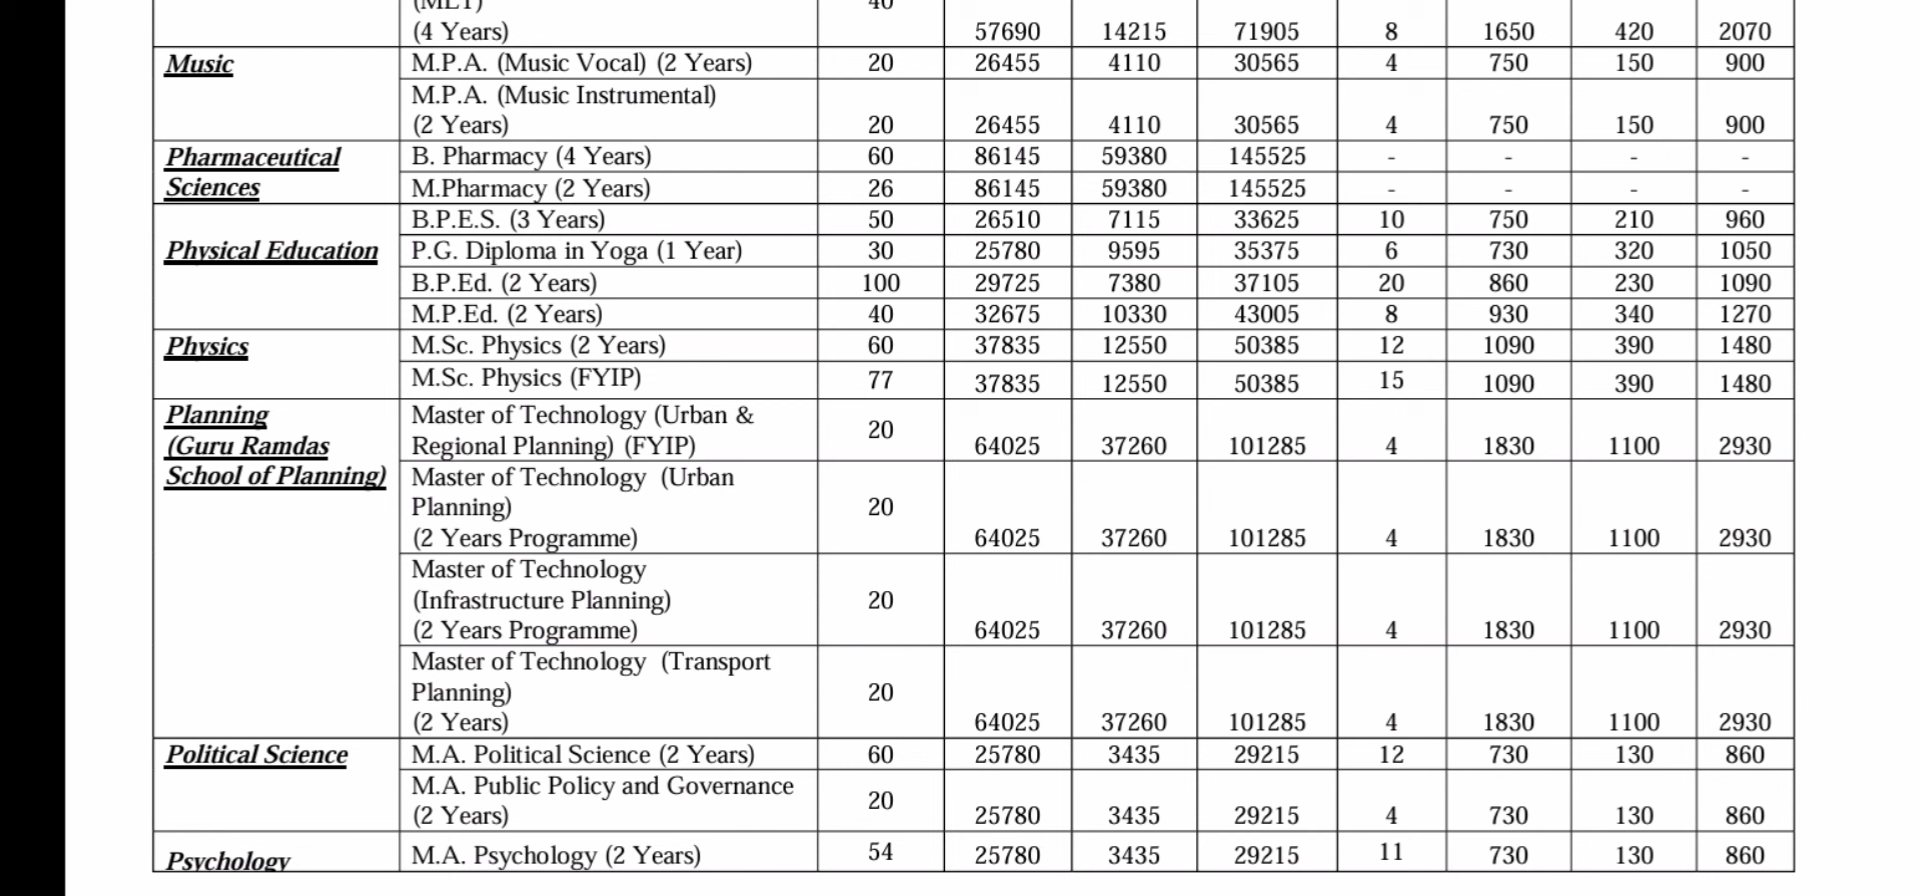 (MLT) 40
(4 Years) 57690 14215 71905 8 1650 420 2070
Music M.P.A. (Music Vocal) (2 Years) 20 26455 4110 30565 4 750 150 900
M.P.A. (Music Instrumental)
(2 Years) 20 26455 4110 30565 4 750 150 900
Pharmaceutical B. Pharmacy (4 Years) 60 86145 59380 145525 - - - -
Sciences M.Pharmacy (2 Years) 26 86145 59380 145525 - - - -
B.P.E.S. (3 Years) 50 26510 7115 33625 10 750 210 960
Physical Education P.G. Diploma in Yoga (1 Year) 30 25780 9595 35375 6 730 320 1050
B.P.Ed. (2 Years) 100 29725 7380 37105 20 860 230 1090
M.P.Ed. (2 Years) 40 32675 10330 43005 8 930 340 1270
Physics M.Sc. Physics (2 Years) 60 37835 12550 50385 12 1090 390 1480
M.Sc. Physics (FYIP) 77 37835 12550 50385 15 1090 390 1480
Planning Master of Technology (Urban &
(Guru Ramdas Regional Planning) (FYIP) 20 64025 37260 101285 4 1830 1100 2930
School of Planning) Master of Technology (Urban
Planning) 20
(2 Years Programme) 64025 37260 101285 4 1830 1100 2930
Master of Technology
(Infrastructure Planning) 20
(2 Years Programme) 64025 37260 101285 4 1830 1100 2930
Master of Technology (Transport
Planning) 20
(2 Years) 64025 37260 101285 4 1830 1100 2930
Political Science M.A. Political Science (2 Years) 60 25780 3435 29215 12 730 130 860
M.A. Public Policy and Governance
(2 Years) 20 25780 3435 29215 4 730 130 860
Psychology M.A. Psychology (2 Years) 54 25780 3435 29215 11 730 130 860